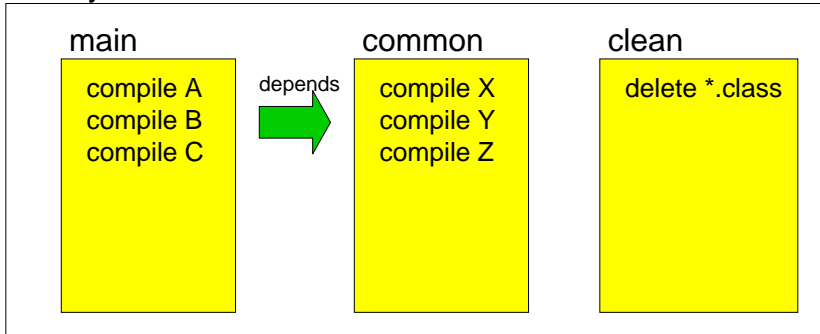 main
compile A
compile B
compile C
depends
common
compile X
compile Y
compile Z
clean
delete *.class